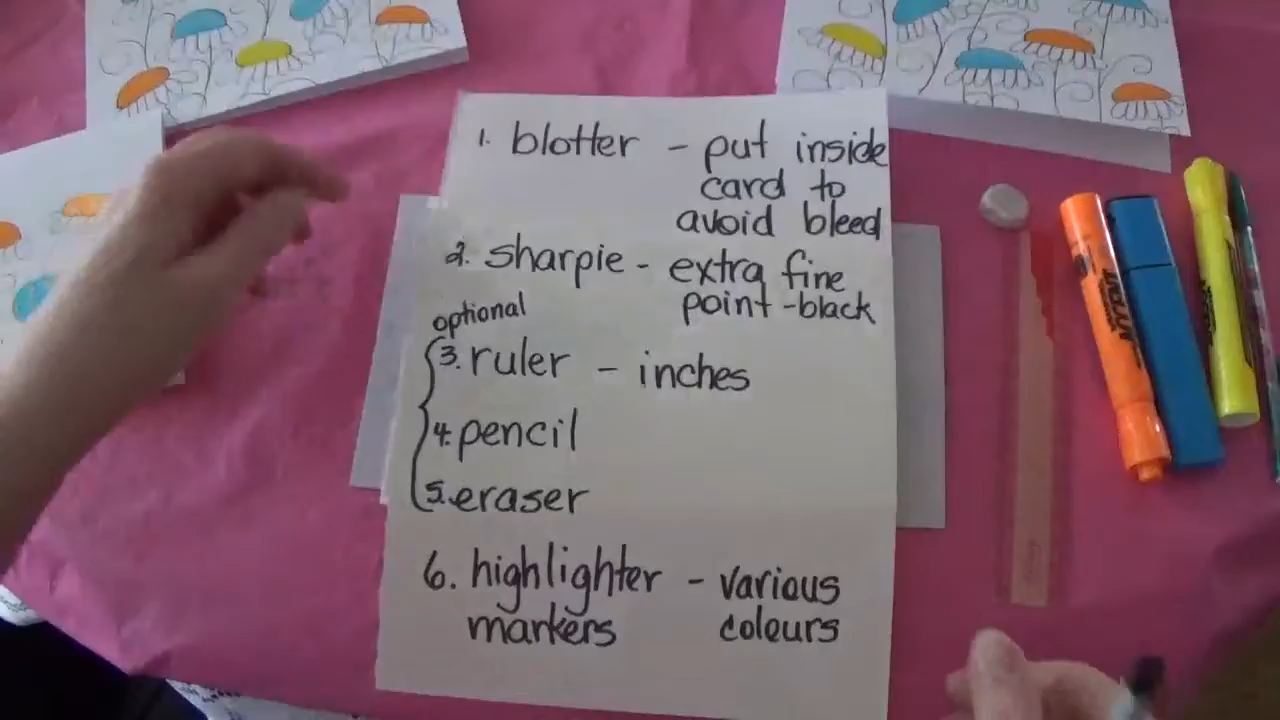 1. blotter - put inside
card to
avoid bleed
2. sharpie - extra fine
point - black
optional
3. ruler - inches
4. pencil
5. eraser
6. highlighter - various
markers colours